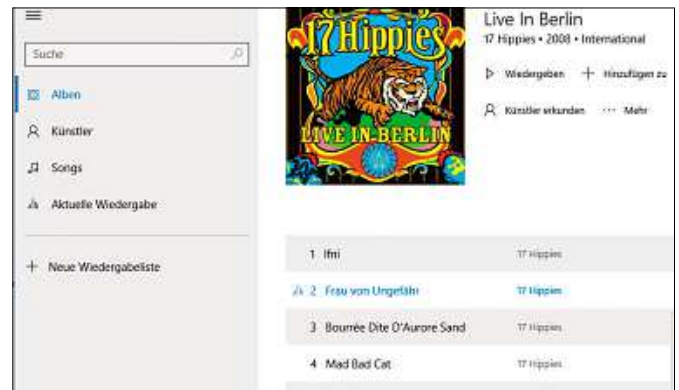 Suche
Alben
Künstler
Songs
Aktuelle Wiedergabe
Neue Wiedergabeliste
17 Hippies
LIVE IN BERLIN
Live In Berlin
17 Hippies • 2008 • International
Wiedergeben
Hinzufügen zu
Künstler erkunden
Mehr
1 Ifni 17 Hippies
2 Frau von Ungefähr 17 Hippies
3 Bourrée Dite D'Aurore Sand 17 Hippies
4 Mad Bad Cat 17 Hippies